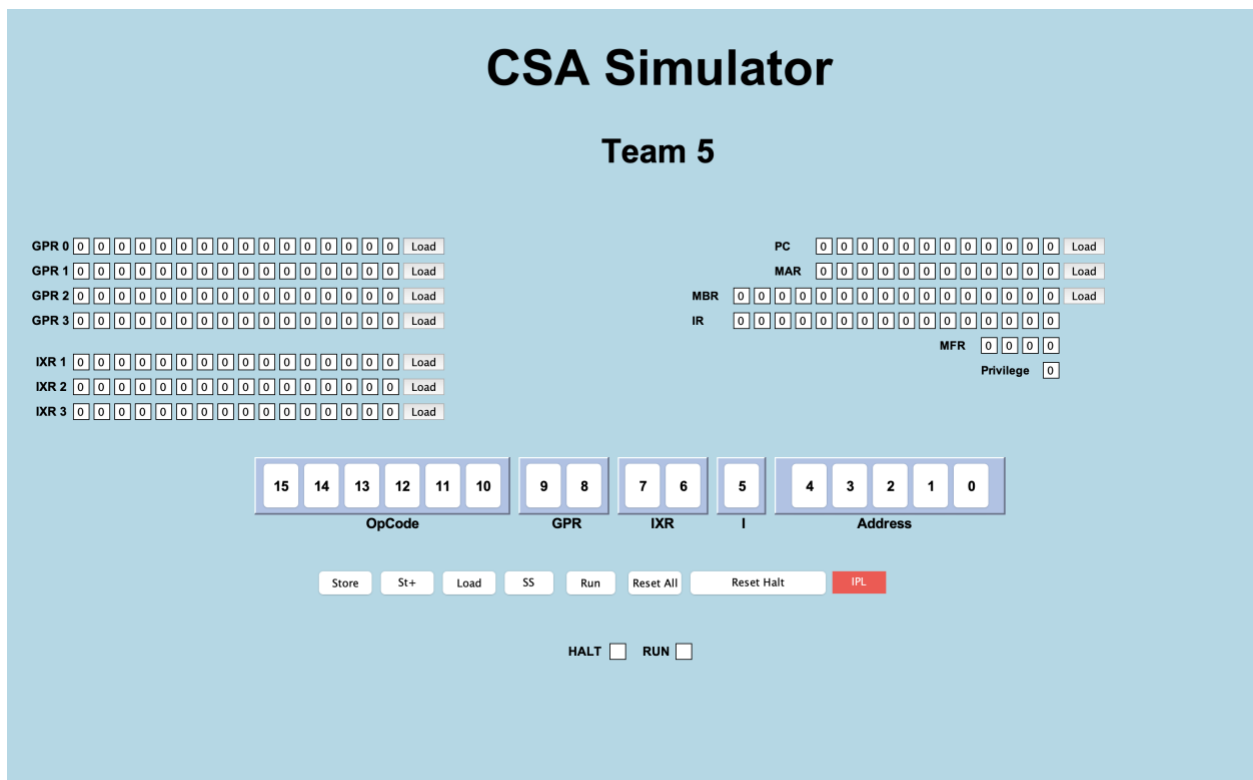 CSA Simulator
Team 5
GPR 0 0 0 0 0 0 0 0 0 0 0 0 0 0 0 0 0 Load
PC 0 0 0 0 0 0 0 0 0 0 0 0 Load
GPR 1 0 0 0 0 0 0 0 0 0 0 0 0 0 0 0 0 Load
MAR 0 0 0 0 0 0 0 0 0 0 0 0 Load
GPR 2 0 0 0 0 0 0 0 0 0 0 0 0 0 0 0 0 Load
MBR 0 0 0 0 0 0 0 0 0 0 0 0 0 0 0 0 Load
GPR 3 0 0 0 0 0 0 0 0 0 0 0 0 0 0 0 0 Load
IR 0 0 0 0 0 0 0 0 0 0 0 0 0 0 0 0
MFR 0 0 0 0
IXR 1 0 0 0 0 0 0 0 0 0 0 0 0 0 0 0 0 Load
Privilege 0
IXR 2 0 0 0 0 0 0 0 0 0 0 0 0 0 0 0 0 Load
IXR 3 0 0 0 0 0 0 0 0 0 0 0 0 0 0 0 0 Load
15 14 13 12 11 10 9 8 7 6 5 4 3 2 1 0
OpCode GPR IXR I Address
Store St+ Load SS Run Reset All Reset Halt IPL
HALT RUN